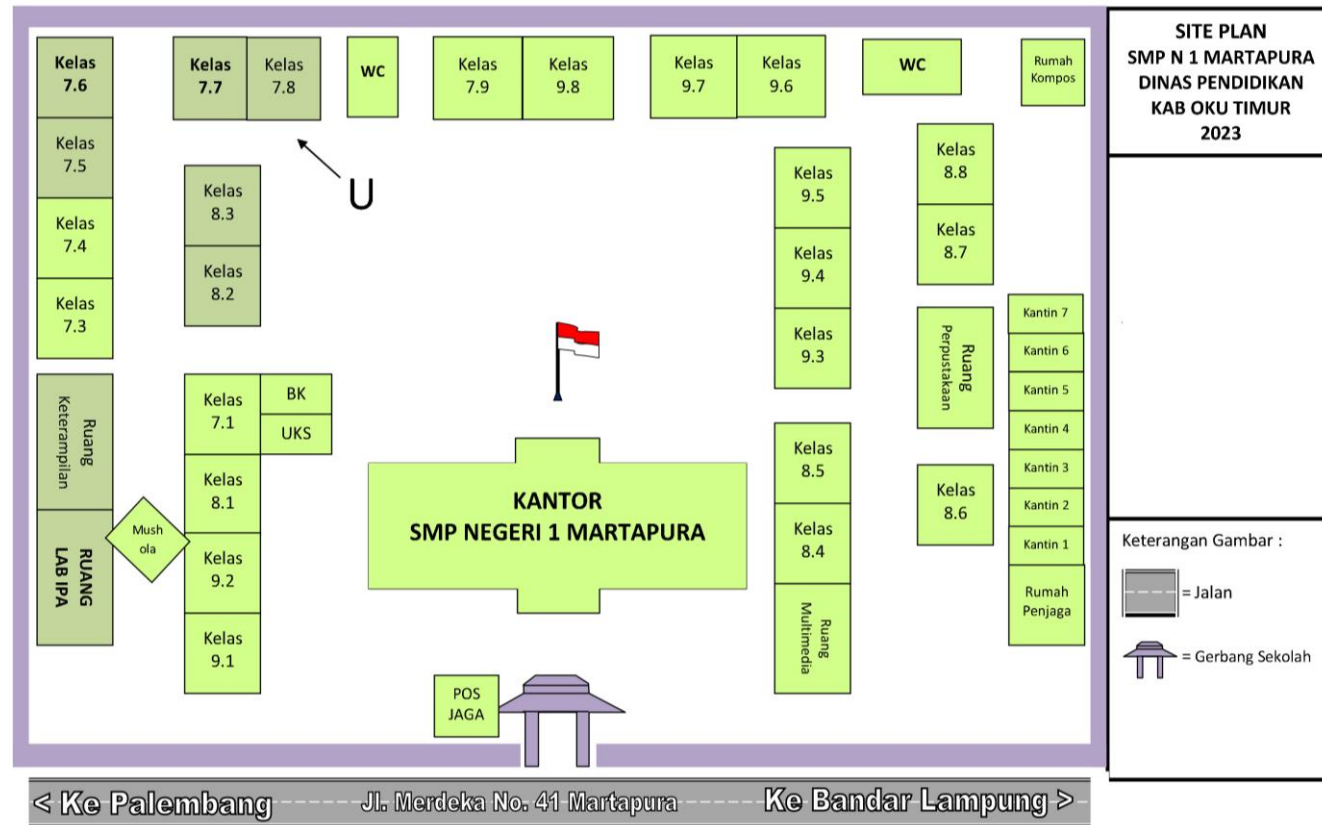 SITE PLAN
SMP N 1 MARTAPURA
DINAS PENDIDIKAN
KAB OKU TIMUR
2023
Kelas
7.6
Kelas
7.5
Kelas
7.4
Kelas
7.3
Ruang
Keterampilan
RUANG
LAB IPA
Mush
ola
Kelas
7.7
Kelas
7.8
WC
Kelas
7.9
Kelas
9.8
Kelas
9.7
Kelas
9.6
WC
Rumah
Kompos
U
Kelas
8.3
Kelas
8.2
Kelas
7.1
BK
UKS
Kelas
8.1
Kelas
9.2
Kelas
9.1
KANTOR
SMP NEGERI 1 MARTAPURA
POS
JAGA
Kelas
9.5
Kelas
9.4
Kelas
9.3
Kelas
8.5
Kelas
8.4
Ruang
Multimedia
Kelas
8.8
Kelas
8.7
Ruang
Perpustakaan
Kelas
8.6
Kantin 7
Kantin 6
Kantin 5
Kantin 4
Kantin 3
Kantin 2
Kantin 1
Rumah
Penjaga
Keterangan Gambar :
= Jalan
= Gerbang Sekolah
< Ke Palembang
Jl. Merdeka No. 41 Martapura
Ke Bandar Lampung >